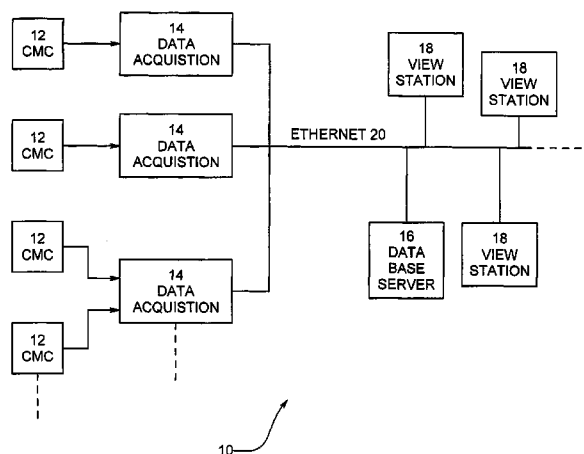 12
CMC
14
DATA
ACQUISTION
18
VIEW
STATION
18
VIEW
STATION
12
CMC
14
DATA
ACQUISTION
ETHERNET 20
12
CMC
14
DATA
ACQUISTION
16
DATA
BASE
SERVER
18
VIEW
STATION
12
CMC
10